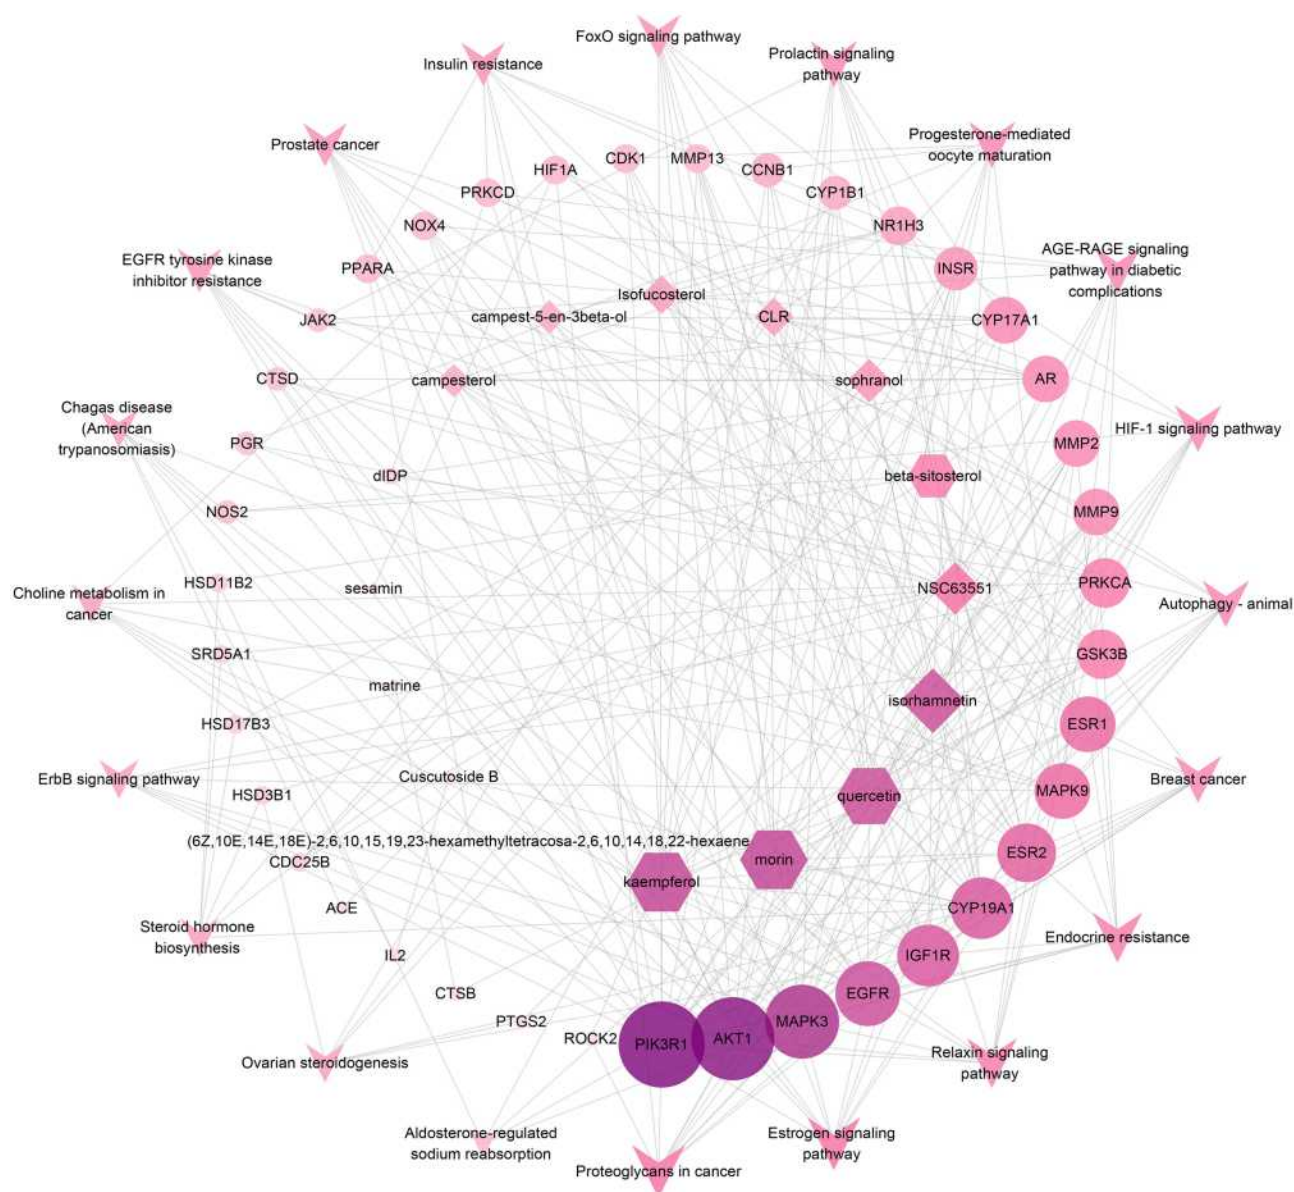 FoxO signaling pathway
Insulin resistance
Prolactin signaling
pathway
Prostate cancer
Progesterone-mediated
oocyte maturation
CDK1
MMP13
CCNB1
HIF1A
CYP1B1
PRKCD
NOX4
NR1H3
EGFR tyrosine kinase
inhibitor resistance
PPARA
INSR
AGE-RAGE signaling
pathway in diabetic
complications
Isofucosterol
campest-5-en-3beta-ol
CLR
JAK2
CYP17A1
CTSD
campesterol
sophranol
AR
Chagas disease
(American
trypanosomiasis)
PGR
MMP2
HIF-1 signaling pathway
dIDP
beta-sitosterol
NOS2
MMP9
HSD11B2
sesamin
NSC63551
PRKCA
Choline metabolism in
cancer
Autophagy - animal
SRD5A1
GSK3B
matrine
isorhamnetin
HSD17B3
ESR1
ErbB signaling pathway
Cuscutoside B
Breast cancer
HSD3B1
quercetin
MAPK9
(6Z,10E,14E,18E)-2,6,10,15,19,23-hexamethyltetracosa-2,6,10,14,18,22-hexaene
CDC25B
morin
ESR2
kaempferol
ACE
CYP19A1
Steroid hormone
biosynthesis
Endocrine resistance
IL2
IGF1R
CTSB
EGFR
PTGS2
MAPK3
ROCK2
PIK3R1
AKT1
Ovarian steroidogenesis
Relaxin signaling
pathway
Aldosterone-regulated
sodium reabsorption
Estrogen signaling
pathway
Proteoglycans in cancer